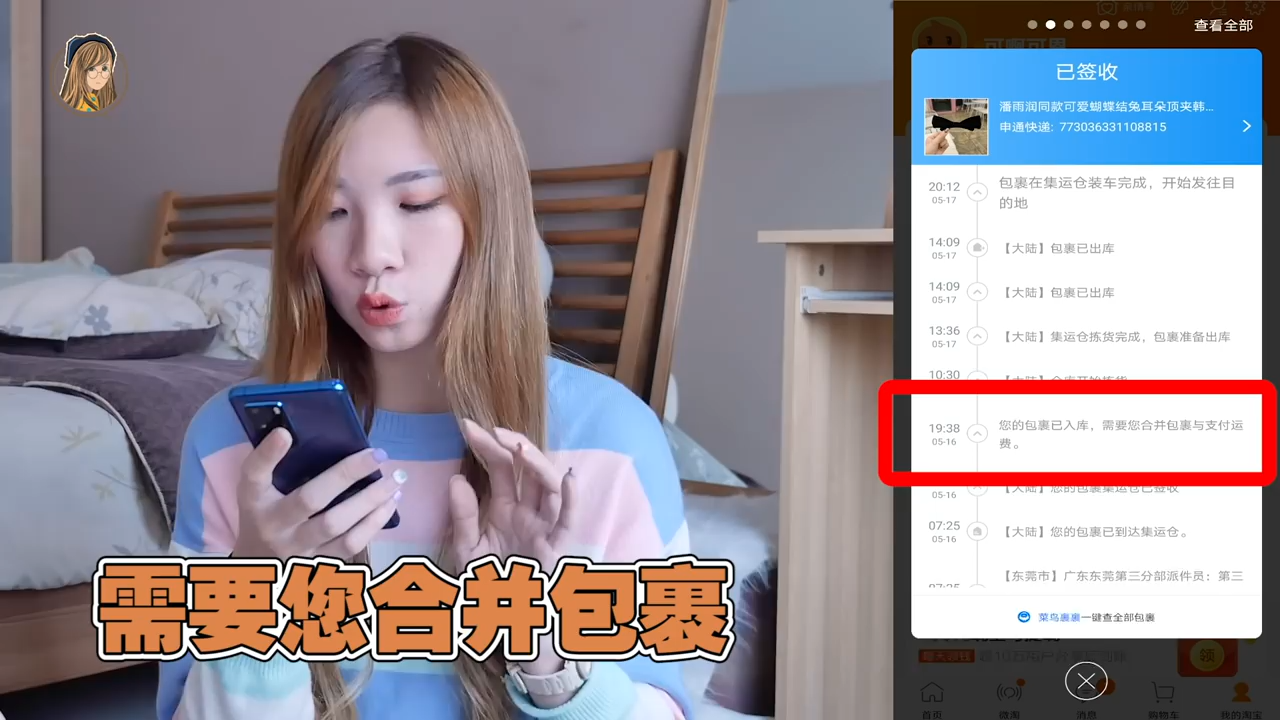 查看全部
已签收
潘雨润同款可爱蝴蝶结兔耳朵顶夹韩...
申通快递: 773036331108815
20:12
05-17
包裹在集运仓装车完成，开始发往目
的地
14:09
05-17
【大陆】包裹已出库
14:09
05-17
【大陆】包裹已出库
13:36
05-17
【大陆】集运仓拣货完成，包裹准备出库
10:30
19:38
05-16
您的包裹已入库，需要您合并包裹与支付运
费。
05-16
【大陆】您的包裹集运仓已签收
07:25
05-16
【大陆】您的包裹已到达集运仓。
【东莞市】广东东莞第三分部派件员：第三
菜鸟裹裹一键查全部包裹
领
首页
微淘
消息
购物车
我的淘宝
需要您合并包裹